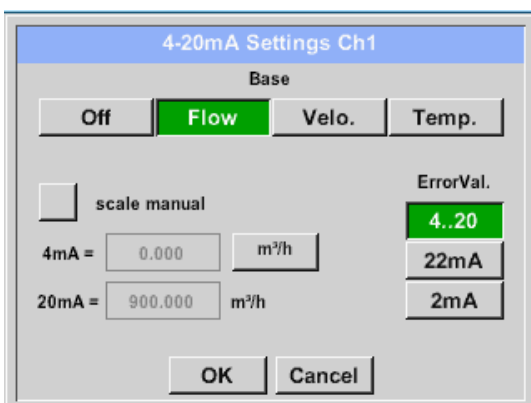 4-20mA Settings Ch1
Base
Off Flow Velo. Temp.
ErrorVal.
scale manual
4..20
4mA = 0.000 m³/h
22mA
20mA = 900.000 m³/h
2mA
OK Cancel